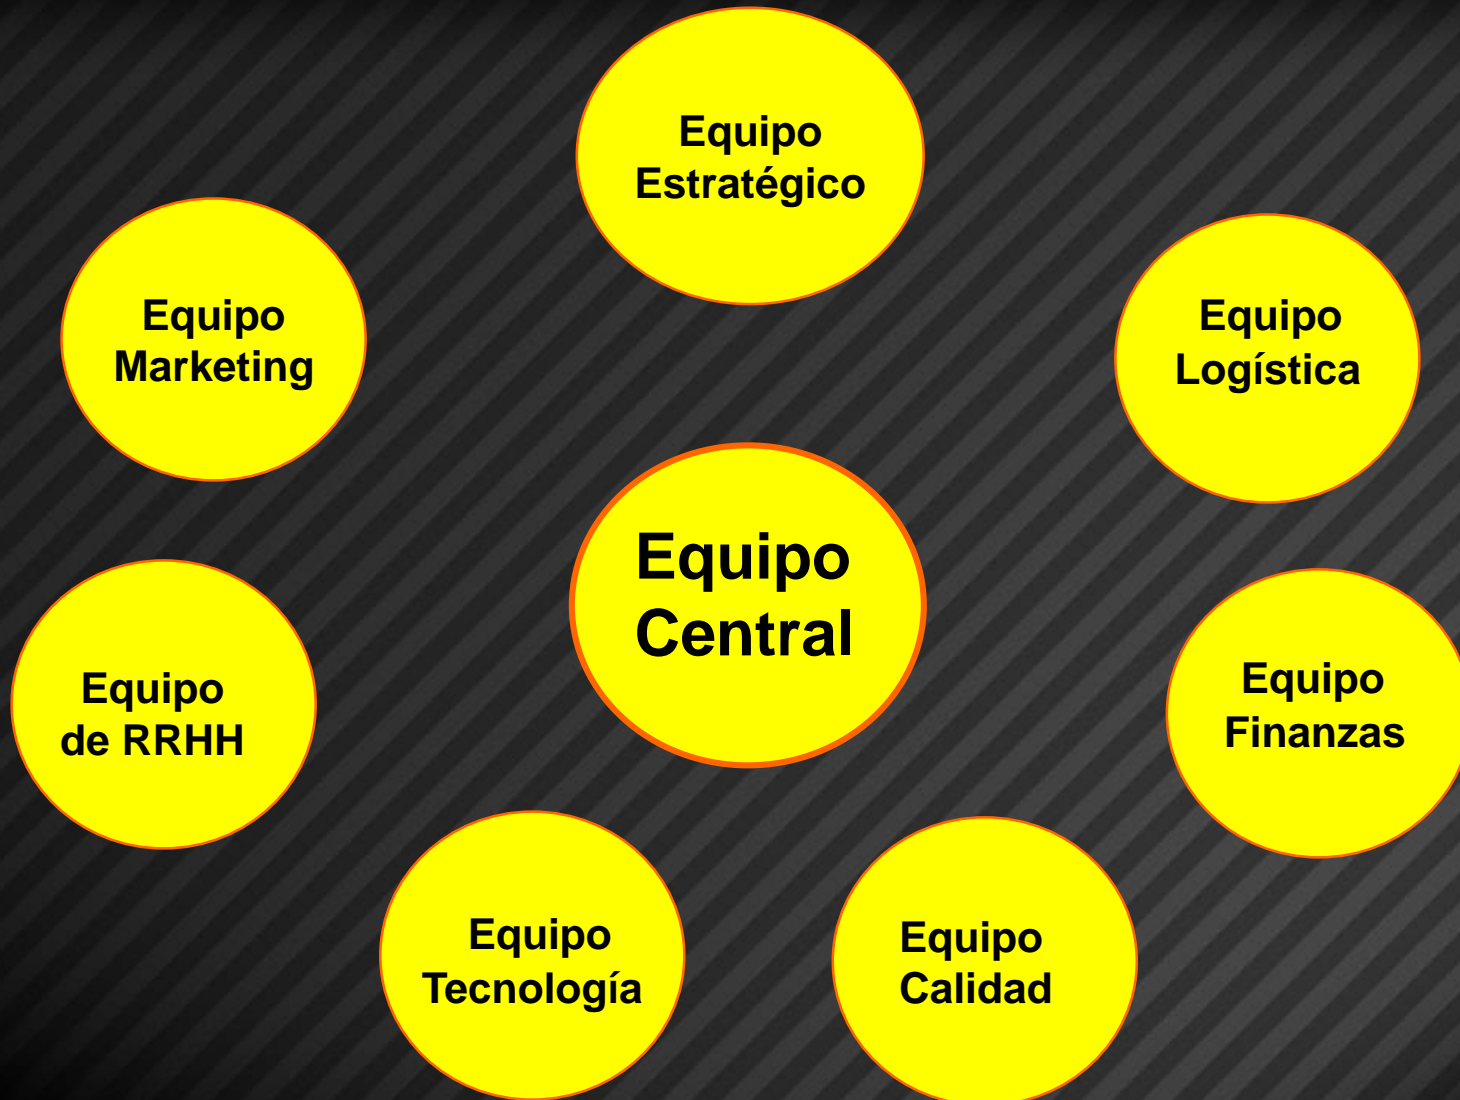 Equipo
Estratégico
Equipo
Marketing
Equipo
Logística
Equipo
Central
Equipo
de RRHH
Equipo
Finanzas
Equipo
Tecnología
Equipo
Calidad